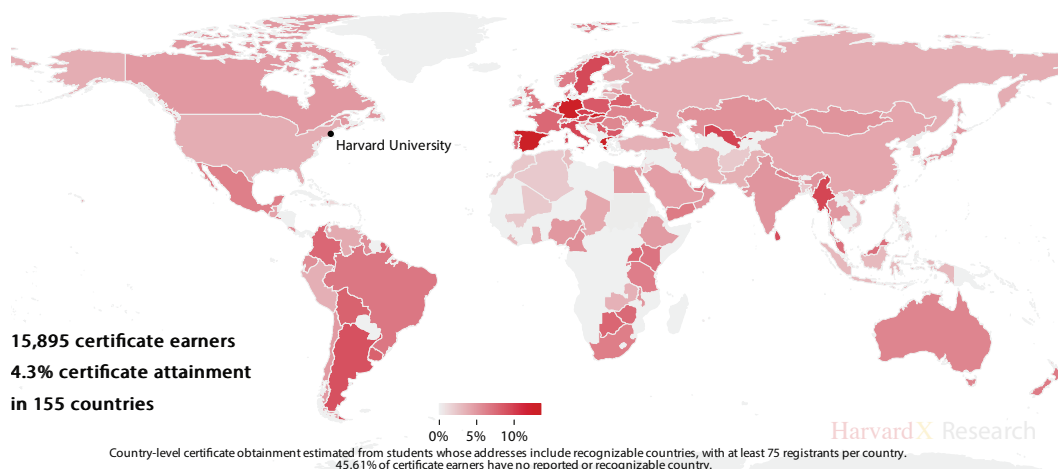 Harvard University
15,895 certificate earners
4.3% certificate attainment
in 155 countries
0% 5% 10%
HarvardX Research
Country-level certificate obtainment estimated from students whose addresses include recognizable countries, with at least 75 registrants per country.
45.61% of certificate earners have no reported or recognizable country.